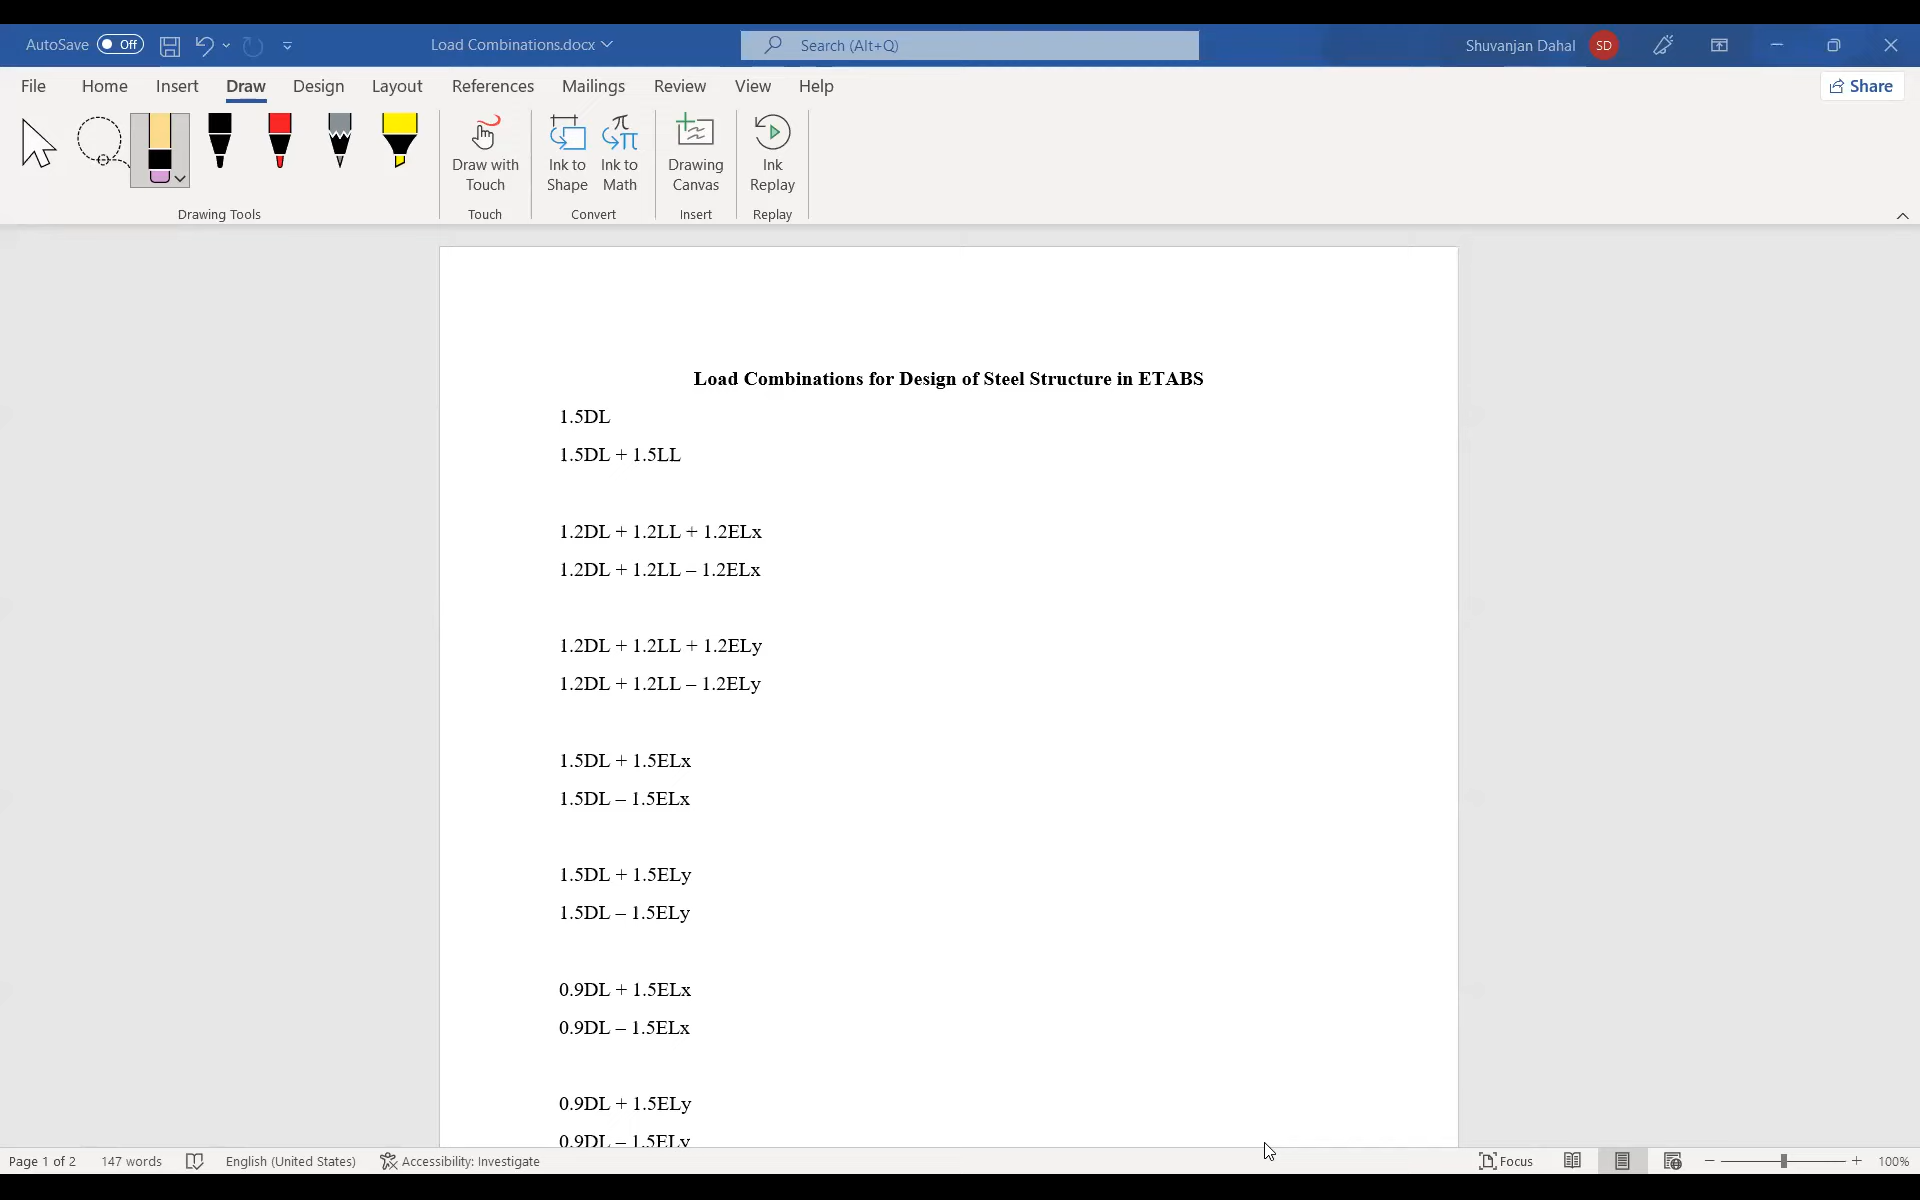 AutoSave Off Load Combinations.docx Search (Alt+Q) Shuvanjan Dahal SD
File Home Insert Draw Design Layout References Mailings Review View Help Share
Draw with Touch
Ink to Shape
Ink to Math
Drawing Canvas
Ink Replay
Drawing Tools Touch Convert Insert Replay
Load Combinations for Design of Steel Structure in ETABS
1.5DL
1.5DL + 1.5LL
1.2DL + 1.2LL + 1.2ELx
1.2DL + 1.2LL – 1.2ELx
1.2DL + 1.2LL + 1.2ELy
1.2DL + 1.2LL – 1.2ELy
1.5DL + 1.5ELx
1.5DL – 1.5ELx
1.5DL + 1.5ELy
1.5DL – 1.5ELy
0.9DL + 1.5ELx
0.9DL – 1.5ELx
0.9DL + 1.5ELy
0.9DL – 1.5ELy
Page 1 of 2 147 words English (United States) Accessibility: Investigate Focus 100%